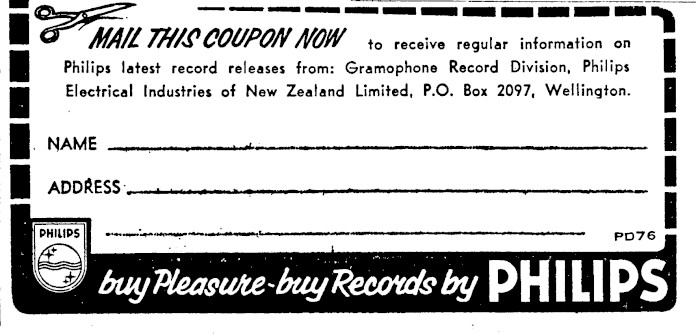 MAIL THIS COUPON NOW to receive regular information on
Philips latest record releases from: Gramophone Record Division, Philips
Electrical Industries of New Zealand Limited, P.O. Box 2097, Wellington.
NAME
ADDRESS
PHILIPS
PD76
buy Pleasure-buy Records by PHILIPS